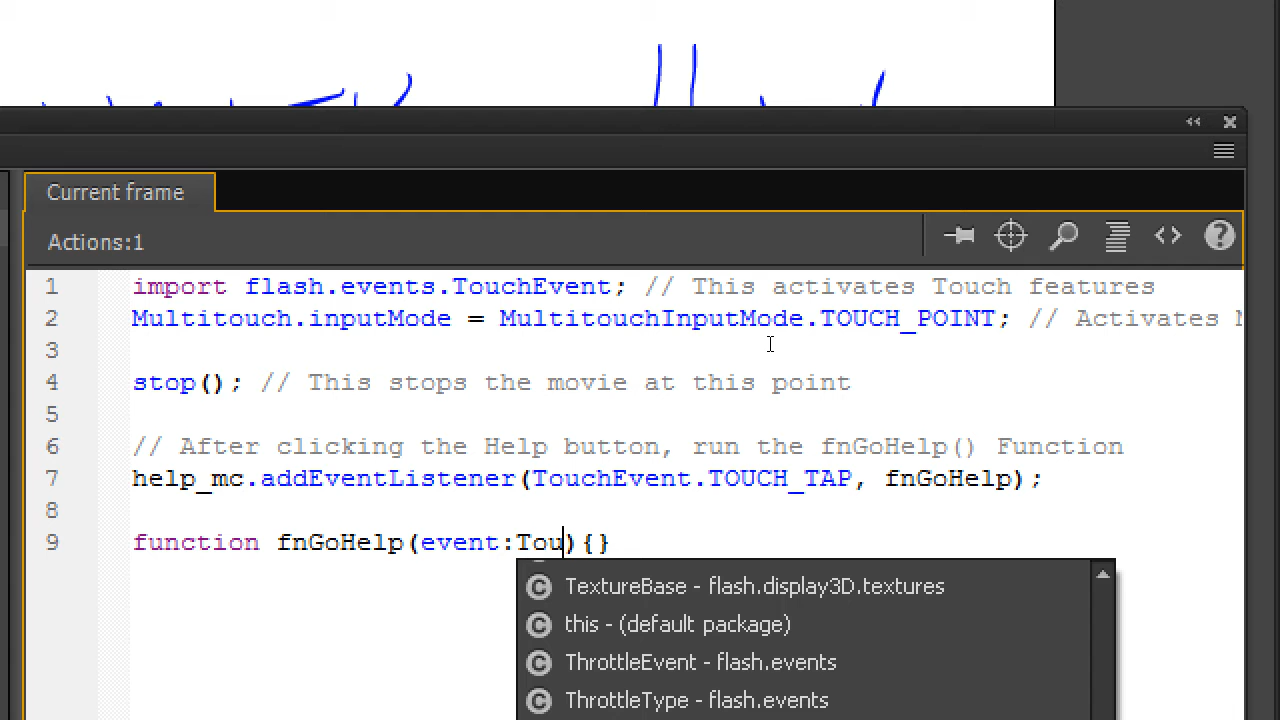 Current frame
Actions:1
1 import flash.events.TouchEvent; // This activates Touch features
2 Multitouch.inputMode = MultitouchInputMode.TOUCH_POINT; // Activates
3
4 stop(); // This stops the movie at this point
5
6 // After clicking the Help button, run the fnGoHelp() Function
7 help_mc.addEventListener(TouchEvent.TOUCH_TAP, fnGoHelp);
8
9 function fnGoHelp(event:Tou){}
TextureBase - flash.display3D.textures
this - (default package)
ThrottleEvent - flash.events
ThrottleType - flash.events